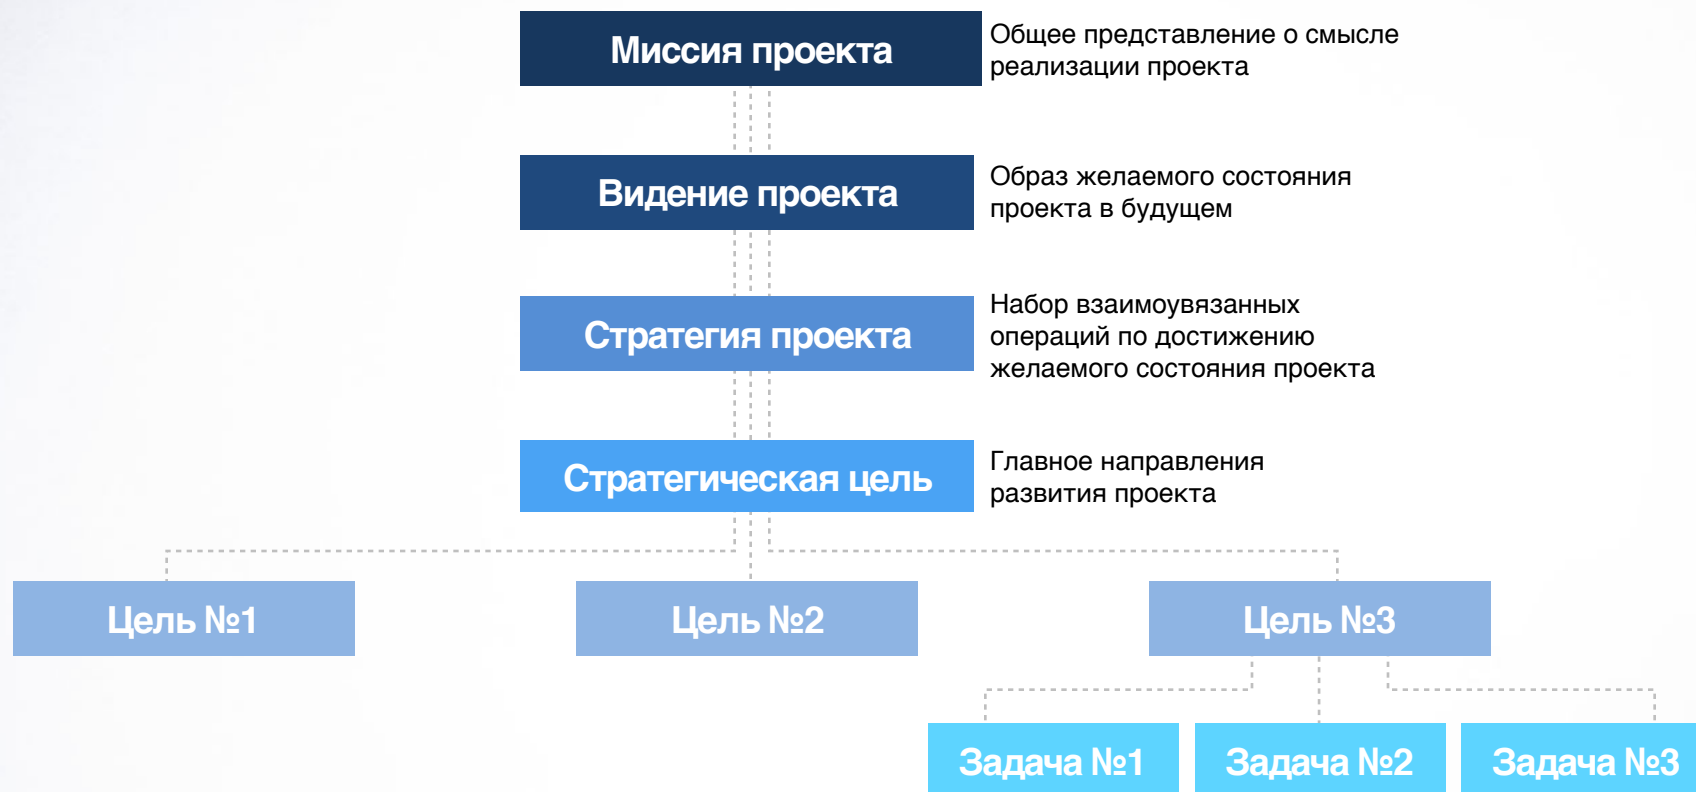 Миссия проекта
Общее представление о смысле
реализации проекта
Видение проекта
Образ желаемого состояния
проекта в будущем
Стратегия проекта
Набор взаимоувязанных
операций по достижению
желаемого состояния проекта
Стратегическая цель
Главное направления
развития проекта
Цель №1
Цель №2
Цель №3
Задача №1
Задача №2
Задача №3